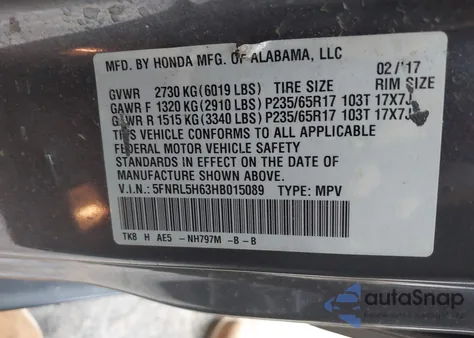 MFD. BY HONDA MFG. OF ALABAMA, LLC
02/'17
GVWR 2730 KG (6019 LBS) TIRE SIZE RIM SIZE
GAWR F 1320 KG (2910 LBS) P235/65R17 103T 17X7J
GAWR R 1515 KG (3340 LBS) P235/65R17 103T 17X7J
THIS VEHICLE CONFORMS TO ALL APPLICABLE
FEDERAL MOTOR VEHICLE SAFETY
STANDARDS IN EFFECT ON THE DATE OF
MANUFACTURE SHOWN ABOVE.
V.I.N.: 5FNRL5H63HB015089 TYPE: MPV
TK8 H AE5 -NH797M -B -B
autoSnap